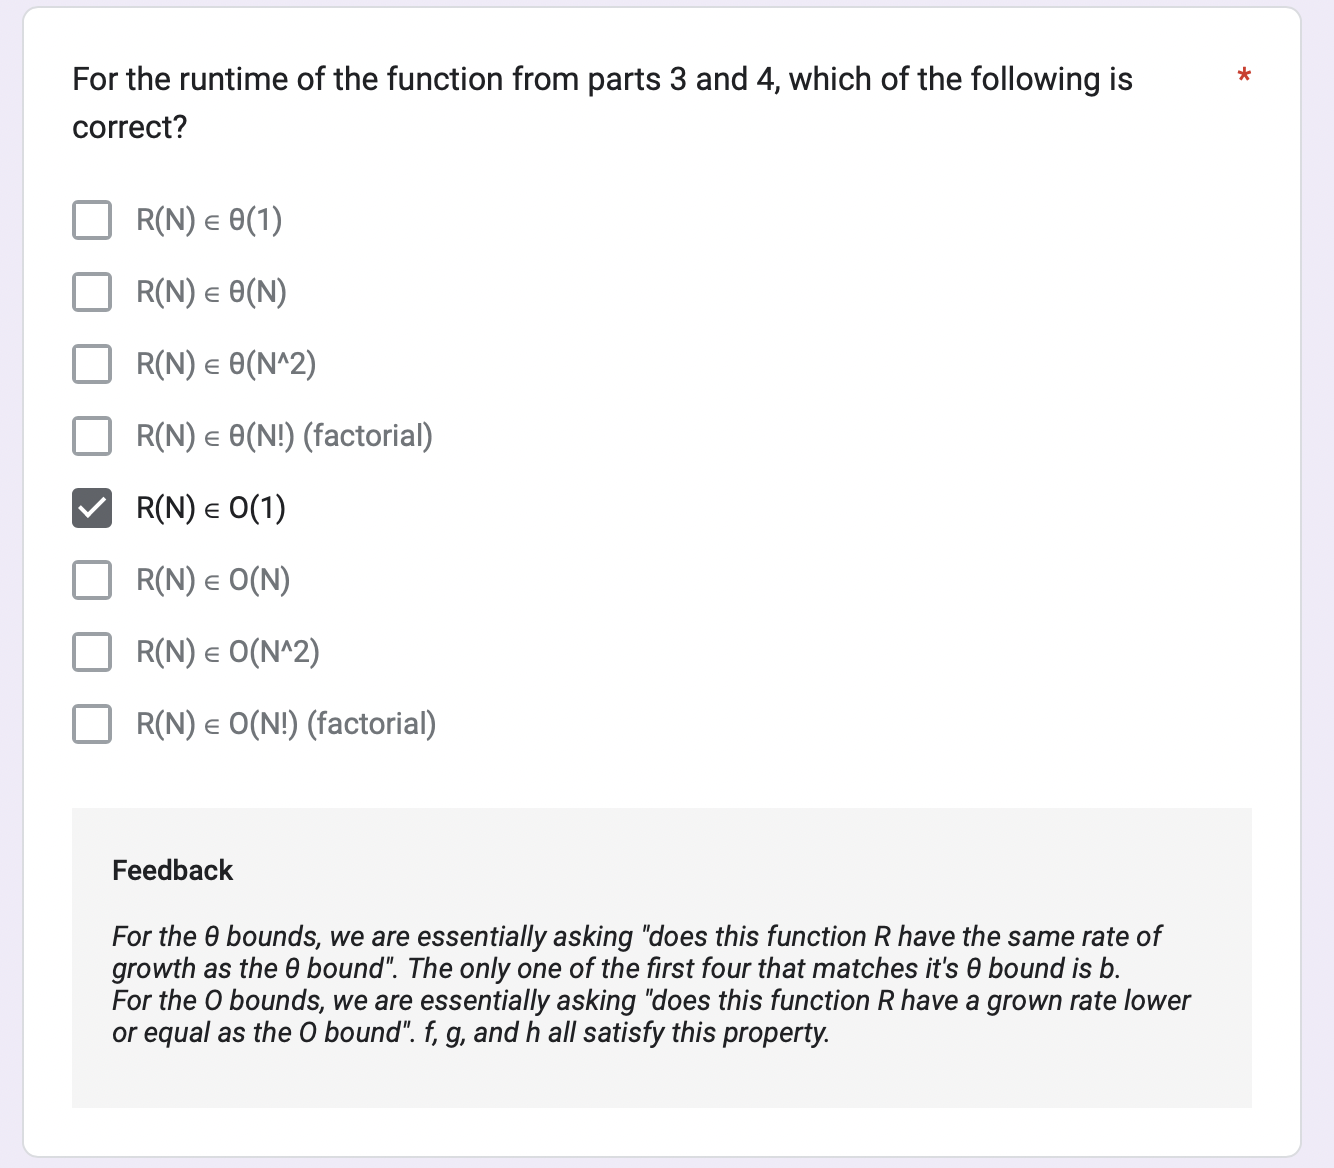 For the runtime of the function from parts 3 and 4, which of the following is *
correct?
R(N) ∈ θ(1)
R(N) ∈ θ(N)
R(N) ∈ θ(N^2)
R(N) ∈ θ(N!) (factorial)
R(N) ∈ O(1)
R(N) ∈ O(N)
R(N) ∈ O(N^2)
R(N) ∈ O(N!) (factorial)
Feedback
For the θ bounds, we are essentially asking "does this function R have the same rate of
growth as the θ bound". The only one of the first four that matches it's θ bound is b.
For the O bounds, we are essentially asking "does this function R have a grown rate lower
or equal as the O bound". f, g, and h all satisfy this property.